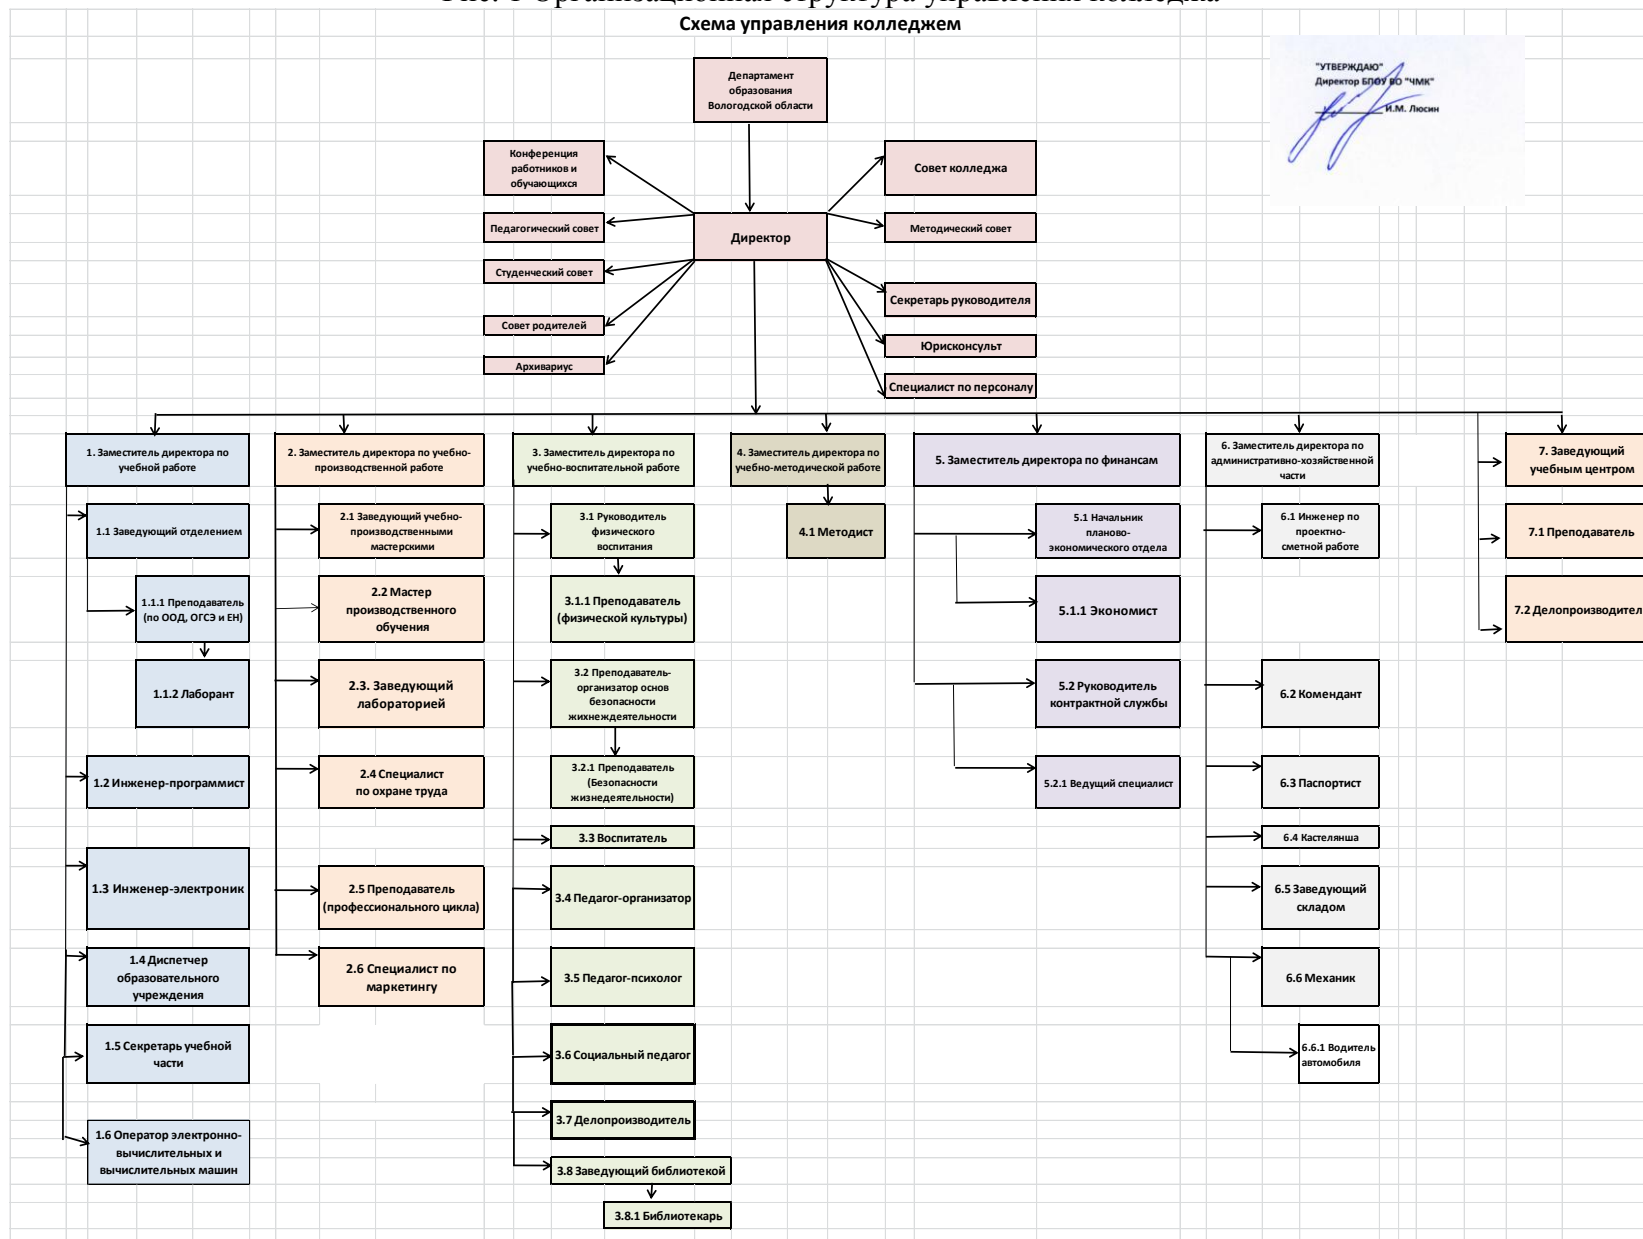 Рис. 1 Организационная структура управления колледжа
Схема управления колледжем
"УТВЕРЖДАЮ"
Директор БПОУ ВО "ЧМК"
И.М. Люсин
Департамент
образования
Вологодской области
Конференция
работников и
обучающихся
Совет колледжа
Педагогический совет
Директор
Методический совет
Студенческий совет
Секретарь руководителя
Совет родителей
Юрисконсульт
Архивариус
Специалист по персоналу
1. Заместитель директора по
учебной работе
2. Заместитель директора по учебно-
производственной работе
3. Заместитель директора по
учебно-воспитательной работе
4. Заместитель директора по
учебно-методической работе
5. Заместитель директора по финансам
6. Заместитель директора по
административно-хозяйственной
части
7. Заведующий
учебным центром
1.1 Заведующий отделением
1.1.1 Преподаватель
(по ООД, ОГСЭ и ЕН)
1.1.2 Лаборант
1.2 Инженер-программист
1.3 Инженер-электроник
1.4 Диспетчер
образовательного
учреждения
1.5 Секретарь учебной
части
1.6 Оператор электронно-
вычислительных и
вычислительных машин
2.1 Заведующий учебно-
производственными
мастерскими
2.2 Мастер
производственного
обучения
2.3. Заведующий
лабораторией
2.4 Специалист
по охране труда
2.5 Преподаватель
(профессионального цикла)
2.6 Специалист по
маркетингу
3.1 Руководитель
физического
воспитания
3.1.1 Преподаватель
(физической культуры)
3.2 Преподаватель-
организатор основ
безопасности
жихнеждеятельности
3.2.1 Преподаватель
(Безопасности
жизнедеятельности)
3.3 Воспитатель
3.4 Педагог-организатор
3.5 Педагог-психолог
3.6 Социальный педагог
3.7 Делопроизводитель
3.8 Заведующий библиотекой
3.8.1 Библиотекарь
4.1 Методист
5.1 Начальник
планово-
экономического отдела
5.1.1 Экономист
5.2 Руководитель
контрактной службы
5.2.1 Ведущий специалист
6.1 Инженер по
проектно-
сметной работе
6.2 Комендант
6.3 Паспортист
6.4 Кастелянша
6.5 Заведующий
складом
6.6 Механик
6.6.1 Водитель
автомобиля
7.1 Преподаватель
7.2 Делопроизводител